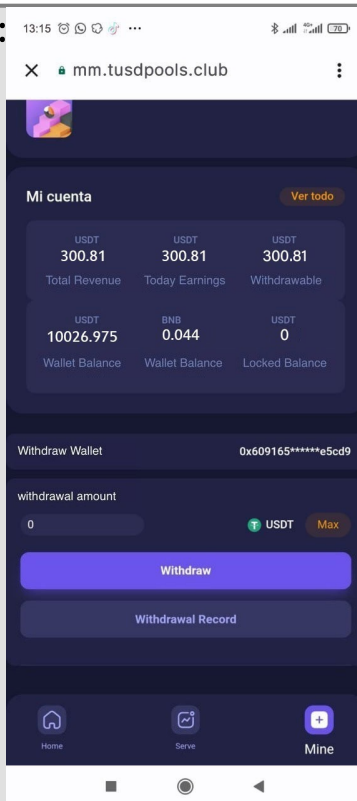 13:15
70
mm.tusdpools.club
Mi cuenta
Ver todo
USDT USDT USDT
300.81 300.81 300.81
Total Revenue Today Earnings Withdrawable
USDT BNB USDT
10026.975 0.044 0
Wallet Balance Wallet Balance Locked Balance
Withdraw Wallet 0x609165******e5cd9
withdrawal amount
0 USDT Max
Withdraw
Withdrawal Record
Home Serve Mine